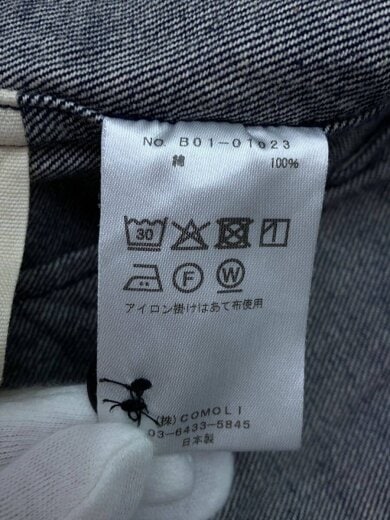 No. B01-01023
綿 100%
30
F W
アイロン掛けはあて布使用
(株) COMOLI
03-6433-5845
日本製